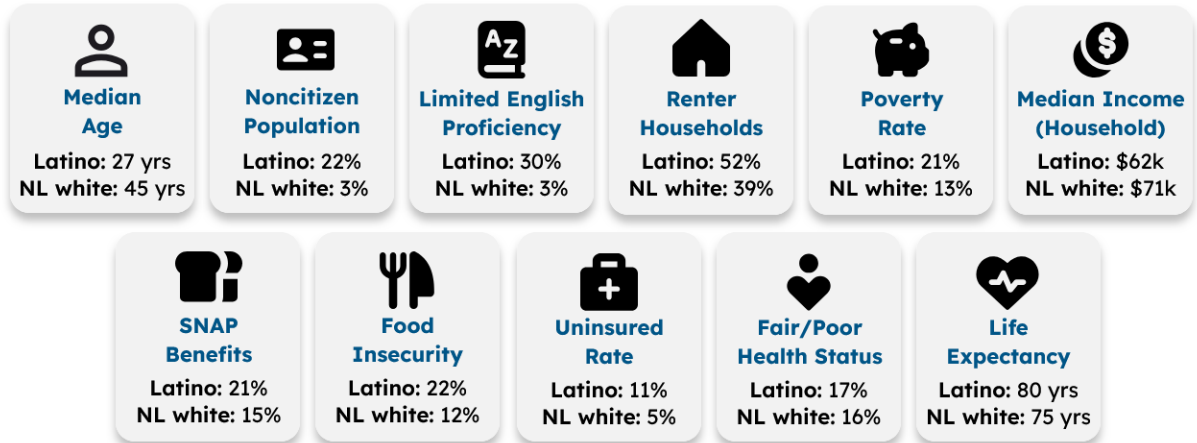 A Z
$
Median
Age
Latino: 27 yrs
NL white: 45 yrs
Noncitizen
Population
Latino: 22%
NL white: 3%
Limited English
Proficiency
Latino: 30%
NL white: 3%
Renter
Households
Latino: 52%
NL white: 39%
Poverty
Rate
Latino: 21%
NL white: 13%
Median Income
(Household)
Latino: $62k
NL white: $71k
SNAP
Benefits
Latino: 21%
NL white: 15%
Food
Insecurity
Latino: 22%
NL white: 12%
Uninsured
Rate
Latino: 11%
NL white: 5%
Fair/Poor
Health Status
Latino: 17%
NL white: 16%
Life
Expectancy
Latino: 80 yrs
NL white: 75 yrs